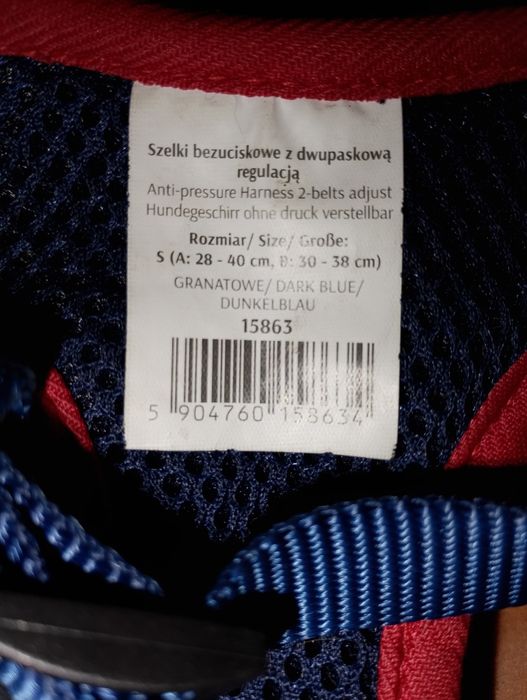 Szelki bezuciskowe z dwupaskową
regulacją
Anti-pressure Harness 2-belts adjust
Hundegeschirr ohne druck verstellbar
Rozmiar/ Size/ Große:
S (A: 28 - 40 cm, B: 30 - 38 cm)
GRANATOWE/ DARK BLUE/
DUNKELBLAU
15863
5 904760 158634